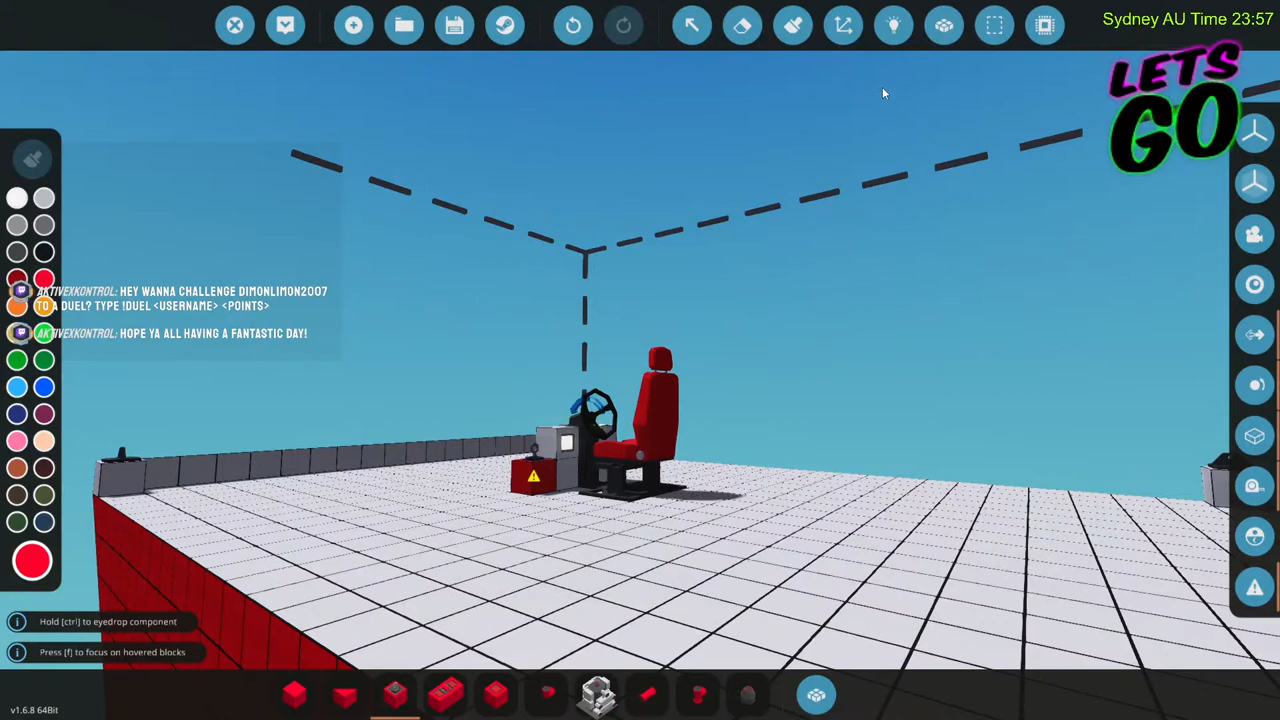 Sydney AU Time 23:57
LETS
GO
AKTIVEXKONTROL: HEY WANNA CHALLENGE DIMONLIMON2007
TO A DUEL? TYPE !DUEL <USERNAME> <POINTS>
AKTIVEXKONTROL: HOPE YA ALL HAVING A FANTASTIC DAY!
Hold [ctrl] to eyedrop component
Press [f] to focus on hovered blocks
v1.6.8 64Bit